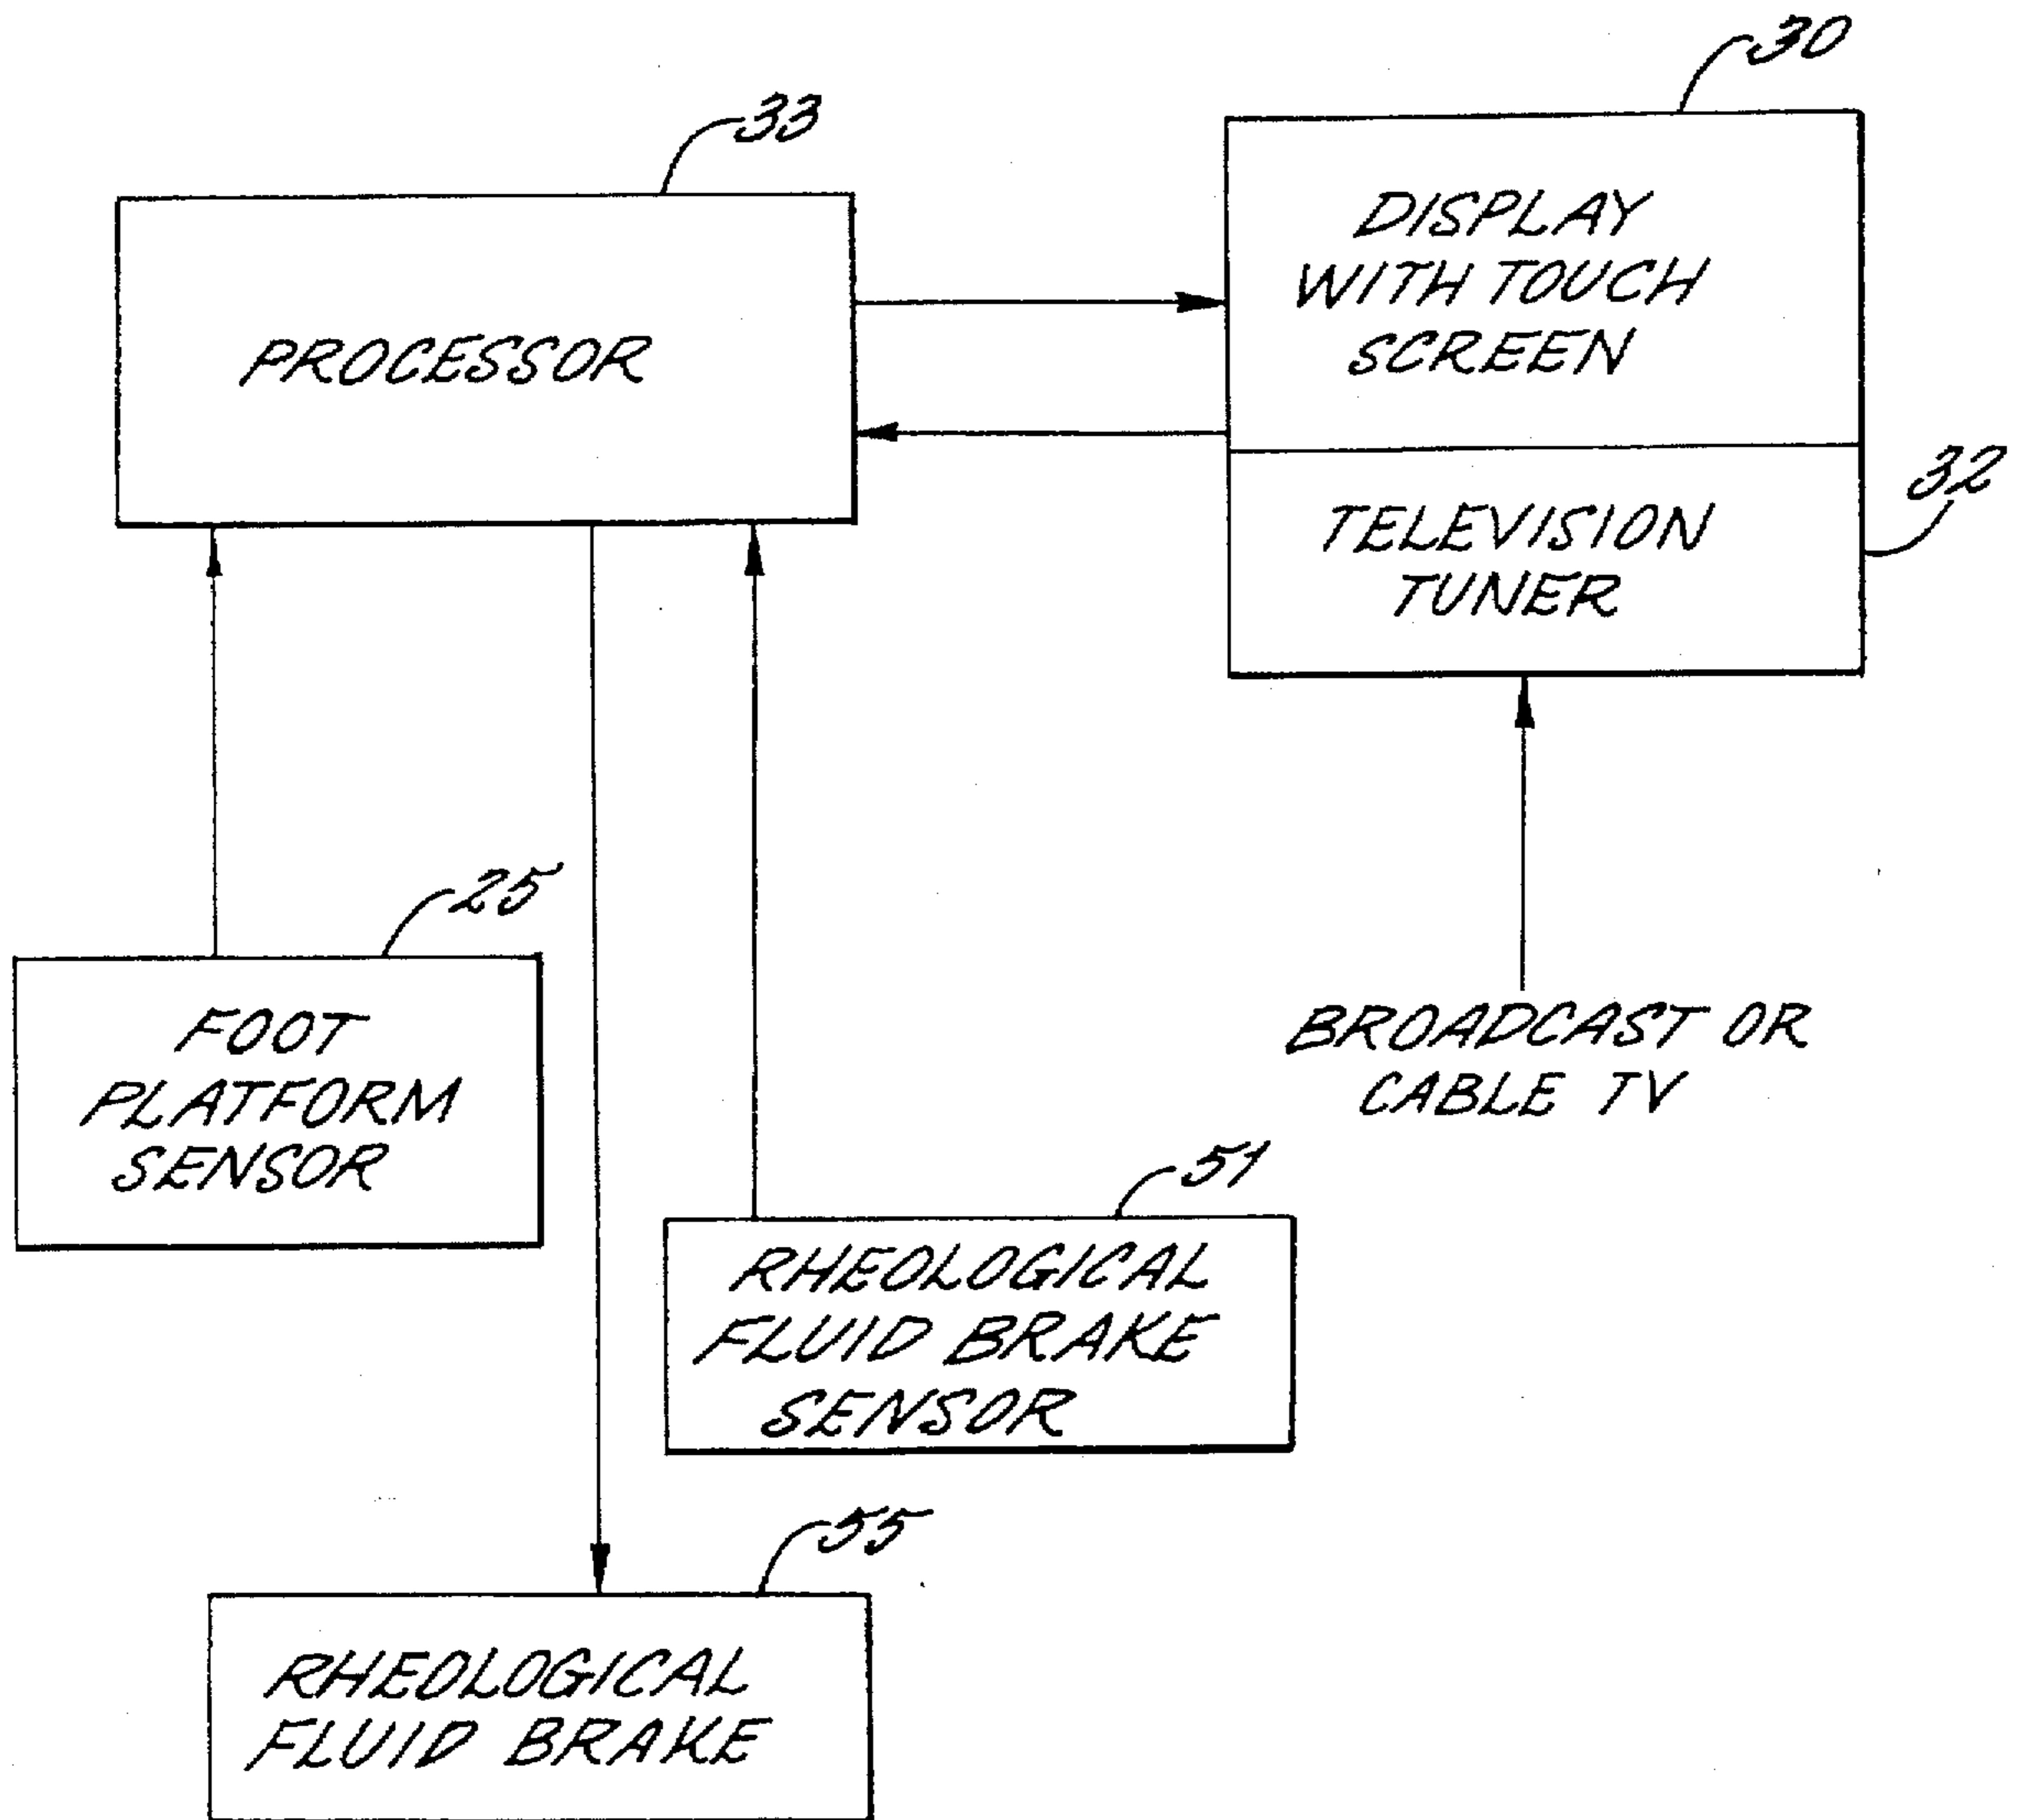 30
33
DISPLAY
WITH TOUCH
SCREEN
PROCESSOR
32
TELEVISION
TUNER
25
FOOT
PLATFORM
SENSOR
BROADCAST OR
CABLE TV
51
RHEOLOGICAL
FLUID BRAKE
SENSOR
55
RHEOLOGICAL
FLUID BRAKE